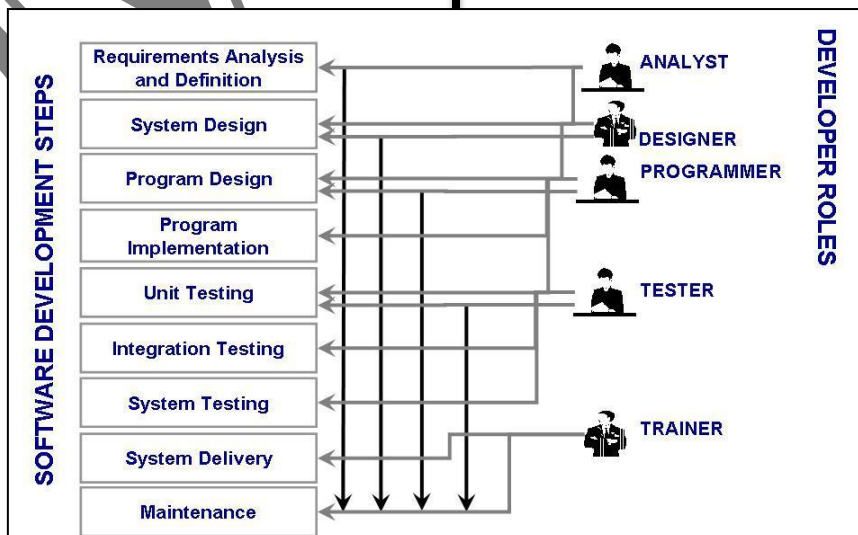 SOFTWARE DEVELOPMENT STEPS
Requirements Analysis
and Definition
System Design
Program Design
Program
Implementation
Unit Testing
Integration Testing
System Testing
System Delivery
Maintenance
ANALYST
DESIGNER
PROGRAMMER
TESTER
TRAINER
DEVELOPER ROLES